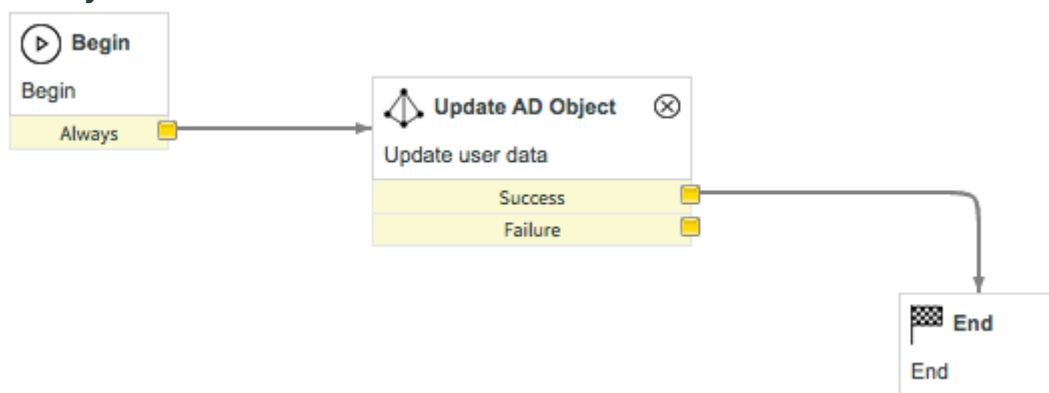 Begin
Begin
Always
Update AD Object
Update user data
Success
Failure
End
End